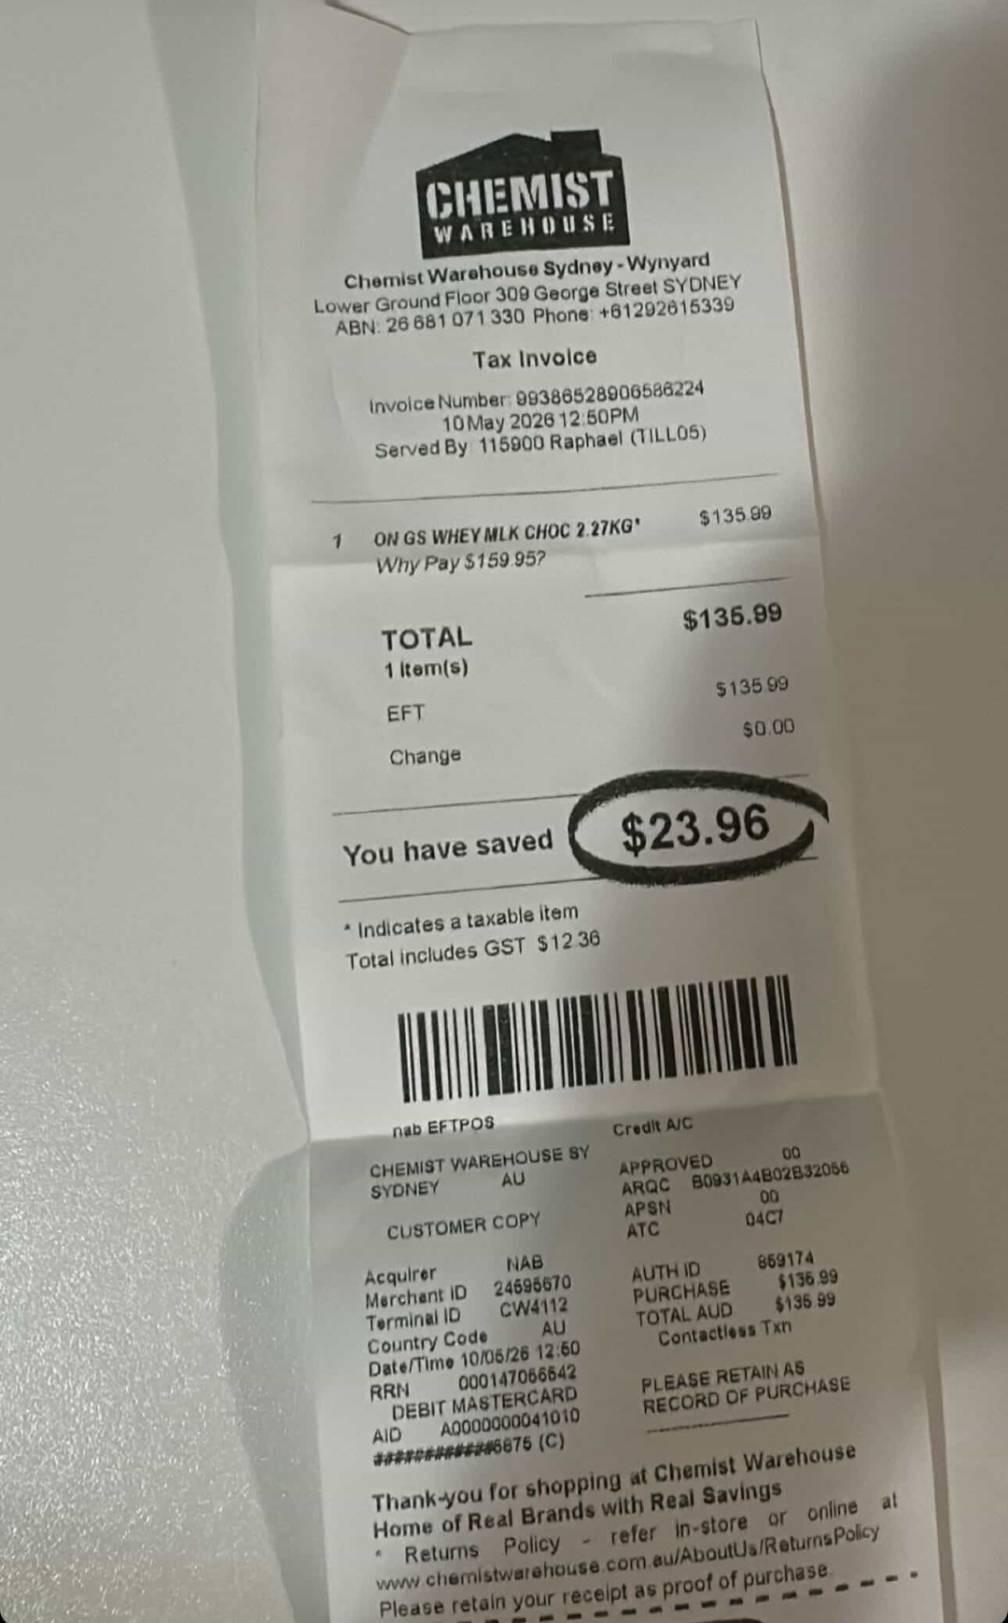 CHEMIST
WAREHOUSE
Chemist Warehouse Sydney - Wynyard
Lower Ground Floor 309 George Street SYDNEY
ABN: 26 681 071 330 Phone: +61292615339
Tax Invoice
Invoice Number: 99386528906586224
10 May 2026 12:50PM
Served By 115900 Raphael (TILL05)
1 ON GS WHEY MLK CHOC 2.27KG* $135.99
Why Pay $159.95?
$135.99
TOTAL
1 item(s)
EFT $135.99
Change $0.00
You have saved $23.96
* Indicates a taxable item
Total includes GST $12.36
nab EFTPOS Credit A/C
CHEMIST WAREHOUSE SY
SYDNEY AU
CUSTOMER COPY
Acquirer NAB
Merchant ID 24695670
Terminal ID CW4112
Country Code AU
Date/Time 10/05/26 12:50
RRN 000147066642
DEBIT MASTERCARD
AID A0000000041010
############6875 (C)
APPROVED 00
ARQC B0931A4B02B32056
APSN 00
ATC 04C7
AUTH ID 859174
PURCHASE $135.99
TOTAL AUD $135.99
Contactless Txn
PLEASE RETAIN AS
RECORD OF PURCHASE
Thank-you for shopping at Chemist Warehouse
Home of Real Brands with Real Savings
* Returns Policy - refer in-store or online at
www.chemistwarehouse.com.au/AboutUs/ReturnsPolicy
Please retain your receipt as proof of purchase.